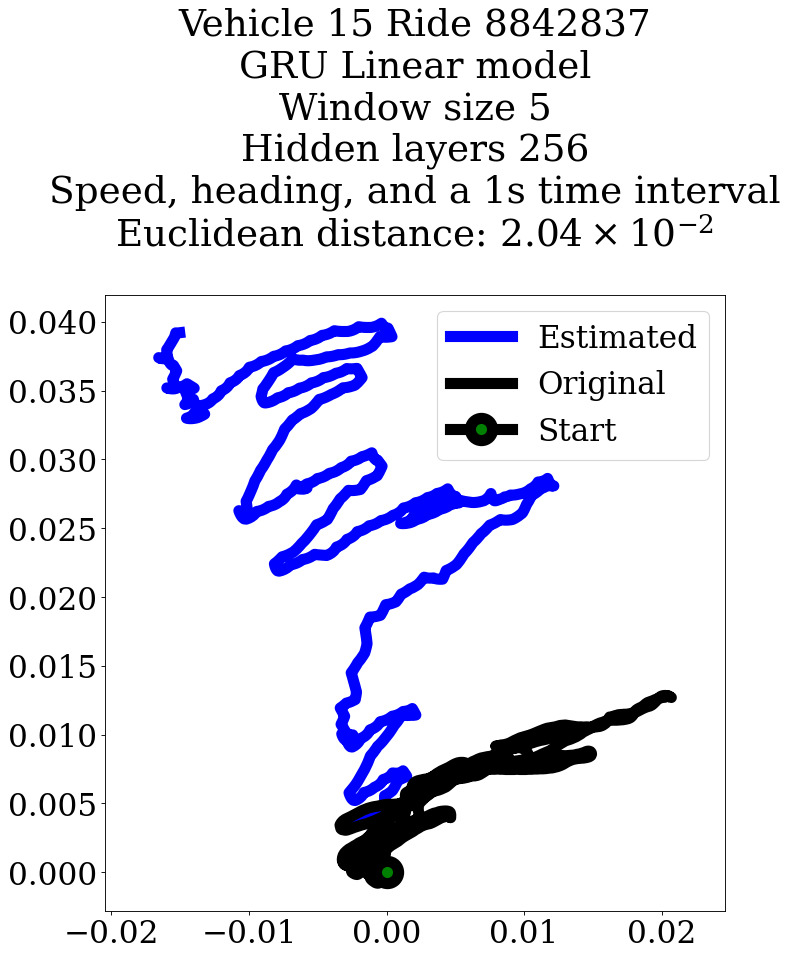 Vehicle 15 Ride 8842837
GRU Linear model
Window size 5
Hidden layers 256
Speed, heading, and a 1s time interval
Euclidean distance: 2.04 × 10⁻²
Estimated
Original
Start
0.040
0.035
0.030
0.025
0.020
0.015
0.010
0.005
0.000
−0.02 −0.01 0.00 0.01 0.02